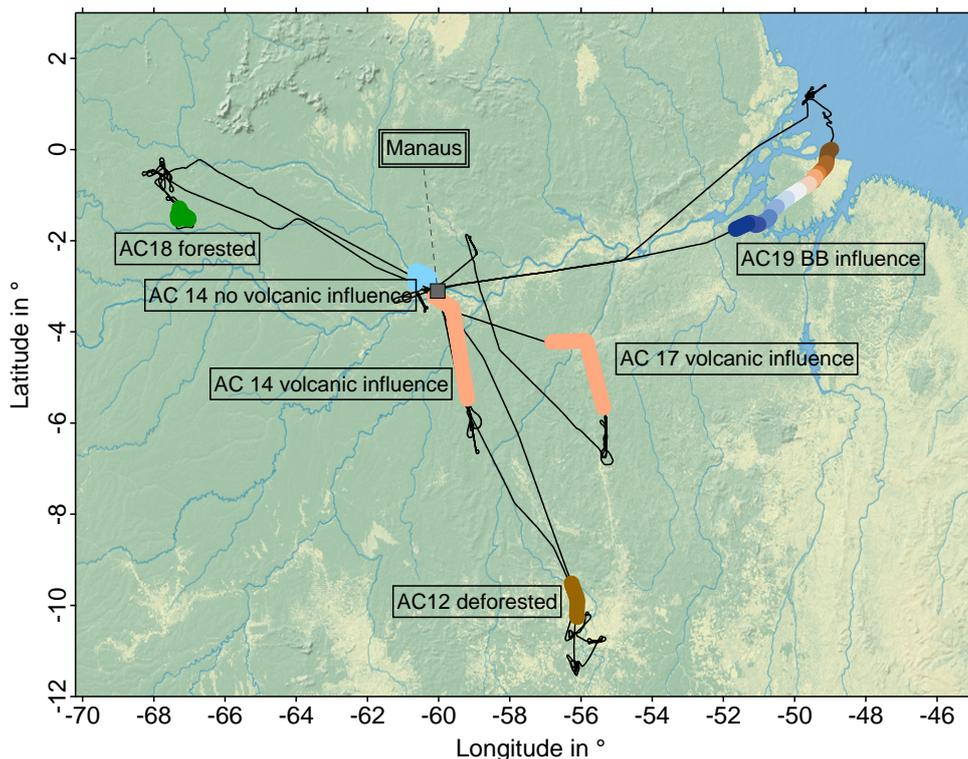 2
0
-2
-4
-6
-8
-10
-12
Latitude in °
Manaus
AC18 forested
AC19 BB influence
AC 14 no volcanic influence
AC 17 volcanic influence
AC 14 volcanic influence
AC12 deforested
-70 -68 -66 -64 -62 -60 -58 -56 -54 -52 -50 -48 -46
Longitude in °